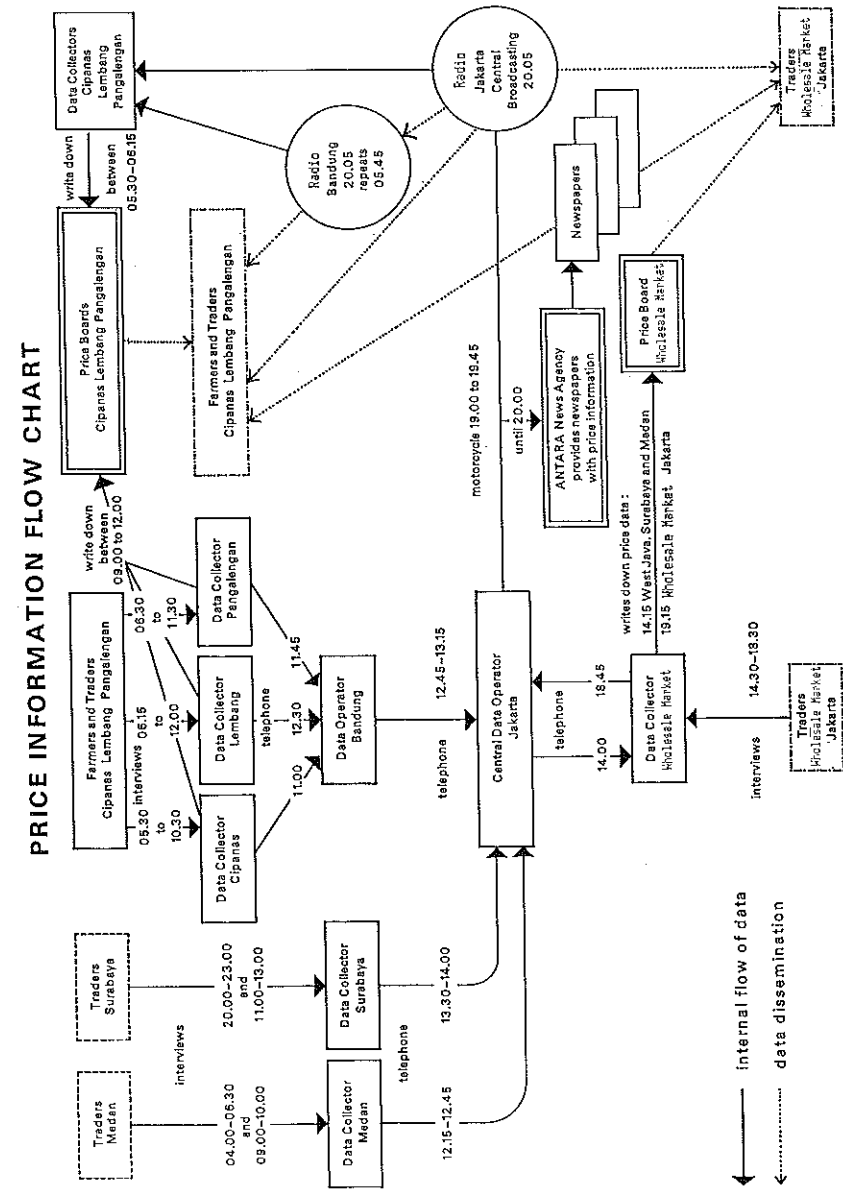 PRICE INFORMATION FLOW CHART
Traders
Medan
Traders
Surabaya
Farmers and Traders
Cipanas Lembang Pangalengan
write down
between
09.00 to 12.00
Price Boards
Cipanas Lembang Pangalengan
write down
between
05.30-06.15
Data Collectors
Cipanas
Lembang
Pangalengan
interviews
04.00-06.30
and
09.00-10.00
20.00-23.00
and
11.00-13.00
interviews
05.30
to
10.30
06.15
to
12.00
06.30
to
11.30
Data Collector
Cipanas
Data Collector
Lembang
Data Collector
Pangalengan
Farmers and Traders
Cipanas Lembang Pangalengan
Data Collector
Medan
Data Collector
Surabaya
telephone
11.00
12.30
11.45
Data Operator
Bandung
Radio
Bandung
20.05
repeats
05.45
telephone
12.15-12.45
13.30-14.00
telephone
12.45-13.15
Central Data Operator
Jakarta
motorcycle 19.00 to 19.45
Radio
Jakarta
Central
Broadcasting
20.05
until 20.00
ANTARA News Agency
provides newspapers
with price information
Newspapers
telephone
14.00
18.45
writes down price data :
14.15 West Java, Surabaya and Medan
19.15 Wholesale Market Jakarta
Data Collector
Wholesale Market
Price Board
Wholesale Market
interviews
14.30-18.30
Traders
Wholesale Market
Jakarta
Traders
Wholesale Market
Jakarta
internal flow of data
data dissemination